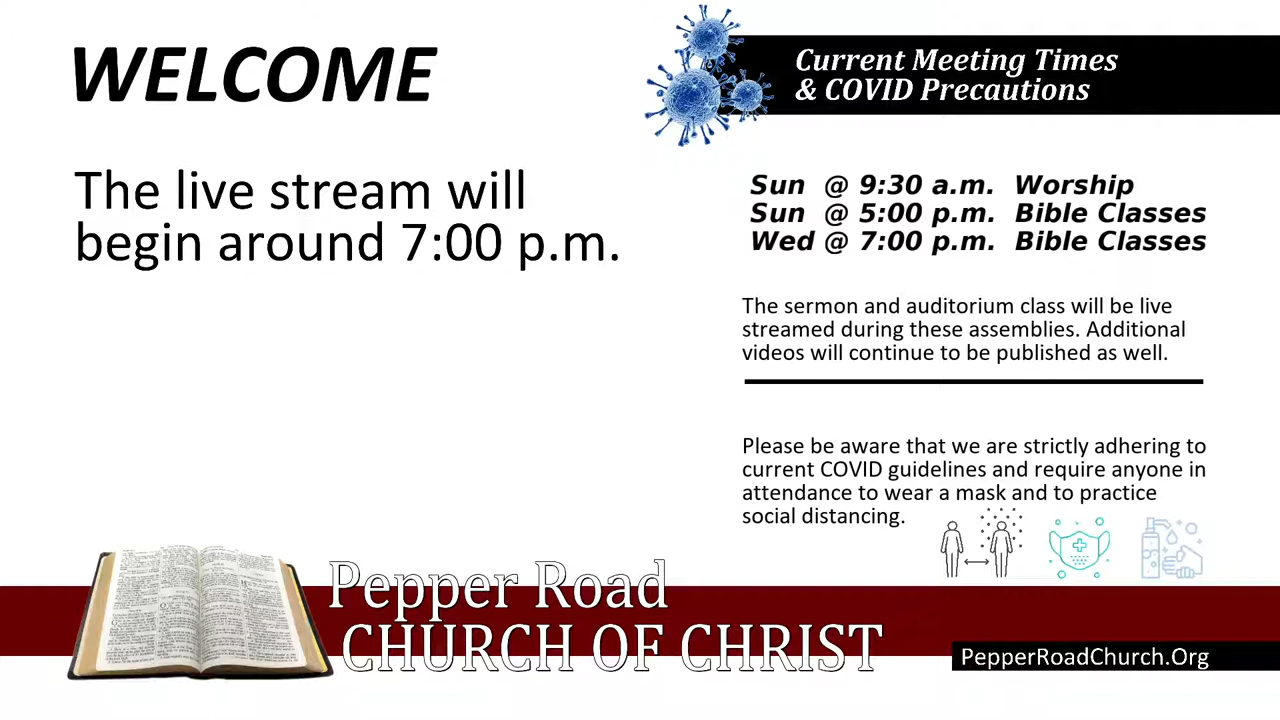 WELCOME
The live stream will
begin around 7:00 p.m.
Current Meeting Times
& COVID Precautions
Sun @ 9:30 a.m. Worship
Sun @ 5:00 p.m. Bible Classes
Wed @ 7:00 p.m. Bible Classes
The sermon and auditorium class will be live
streamed during these assemblies. Additional
videos will continue to be published as well.
Please be aware that we are strictly adhering to
current COVID guidelines and require anyone in
attendance to wear a mask and to practice
social distancing.
Pepper Road
CHURCH OF CHRIST
PepperRoadChurch.Org